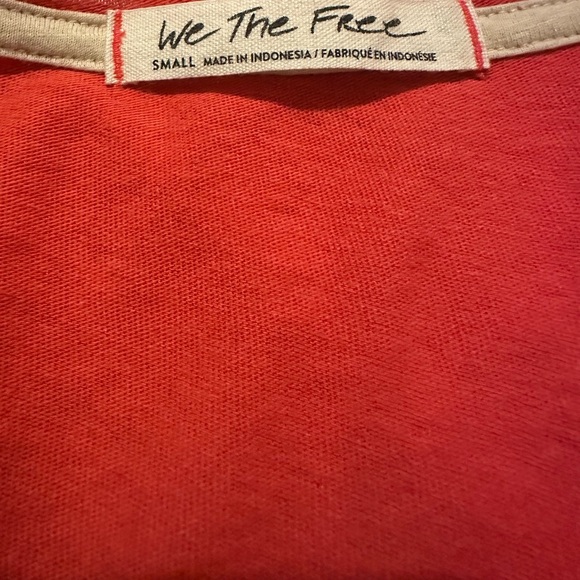 We The Free
SMALL MADE IN INDONESIA / FABRIQUÉ EN INDONÉSIE